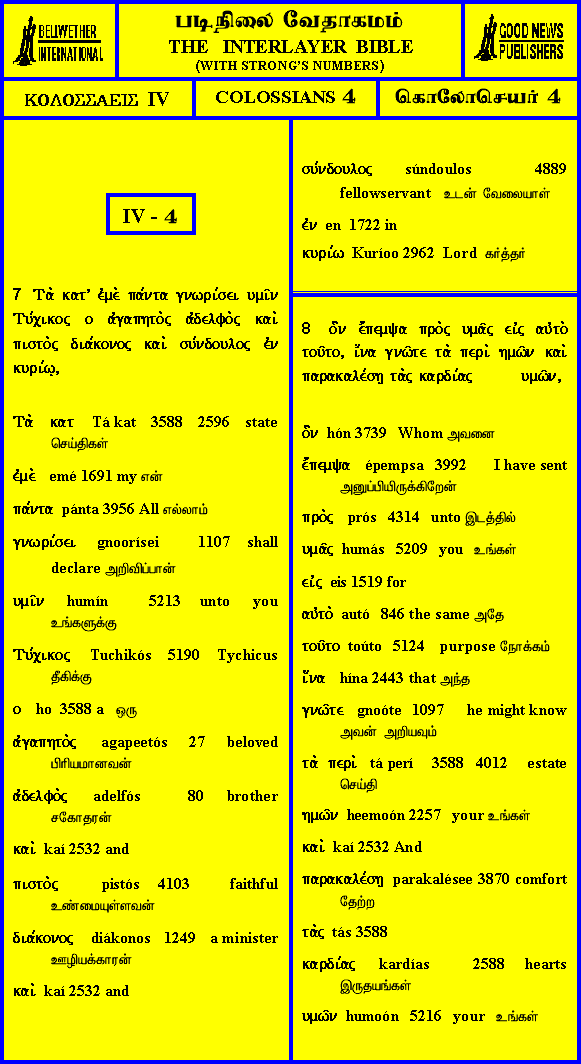 BELLWETHER
INTERNATIONAL
படிநிலை வேதாகமம்
THE INTERLAYER BIBLE
(WITH STRONG'S NUMBERS)
GOOD NEWS
PUBLISHERS
ΚΟΛΟΣΣΑΕΙΣ IV
COLOSSIANS 4
கொலோசெயர் 4
IV - 4
7 Τὰ κατ' ἐμὲ πάντα γνωρίσει υμῖν
Τύχικος ο ἀγαπητὸς ἀδελφὸς καὶ
πιστὸς διάκονος καὶ σύνδουλος ἐν
κυρίῳ,
Τὰ κατ Tá kat 3588 2596 state
செய்திகள்
ἐμὲ emé 1691 my என்
πάντα pánta 3956 All எல்லாம்
γνωρίσει gnoorísei 1107 shall
declare அறிவிப்பான்
υμῖν humín 5213 unto you
உங்களுக்கு
Τύχικος Tuchikós 5190 Tychicus
தீகிக்கு
ο ho 3588 a ஒரு
ἀγαπητὸς agapeetós 27 beloved
பிரியமானவன்
ἀδελφὸς adelfós 80 brother
சகோதரன்
καὶ kaí 2532 and
πιστὸς pistós 4103 faithful
உண்மையுள்ளவன்
διάκονος diákonos 1249 a minister
ஊழியக்காரன்
καὶ kaí 2532 and
σύνδουλος súndoulos 4889
fellowservant உடன் வேலையாள்
ἐν en 1722 in
κυρίω Kuríoo 2962 Lord கர்த்தர்
8 ὃν ἔπεμψα πρὸς υμᾶς εἰς αὐτὸ
τοῦτο, ἵνα γνῶτε τὰ περὶ ημῶν καὶ
παρακαλέσῃ τὰς καρδίας υμῶν,
ὃν hón 3739 Whom அவனை
ἔπεμψα épempsa 3992 I have sent
அனுப்பியிருக்கிறேன்
πρὸς prós 4314 unto இடத்தில்
υμᾶς humás 5209 you உங்கள்
εἰς eis 1519 for
αὐτὸ autó 846 the same அதே
τοῦτο toúto 5124 purpose நோக்கம்
ἵνα hína 2443 that அந்த
γνῶτε gnoóte 1097 he might know
அவன் அறியவும்
τὰ περὶ tá perí 3588 4012 estate
செய்தி
ημῶν heemoón 2257 your உங்கள்
καὶ kaí 2532 And
παρακαλέσῃ parakalésee 3870 comfort
தேற்ற
τὰς tás 3588
καρδίας kardías 2588 hearts
இருதயங்கள்
υμῶν humoón 5216 your உங்கள்